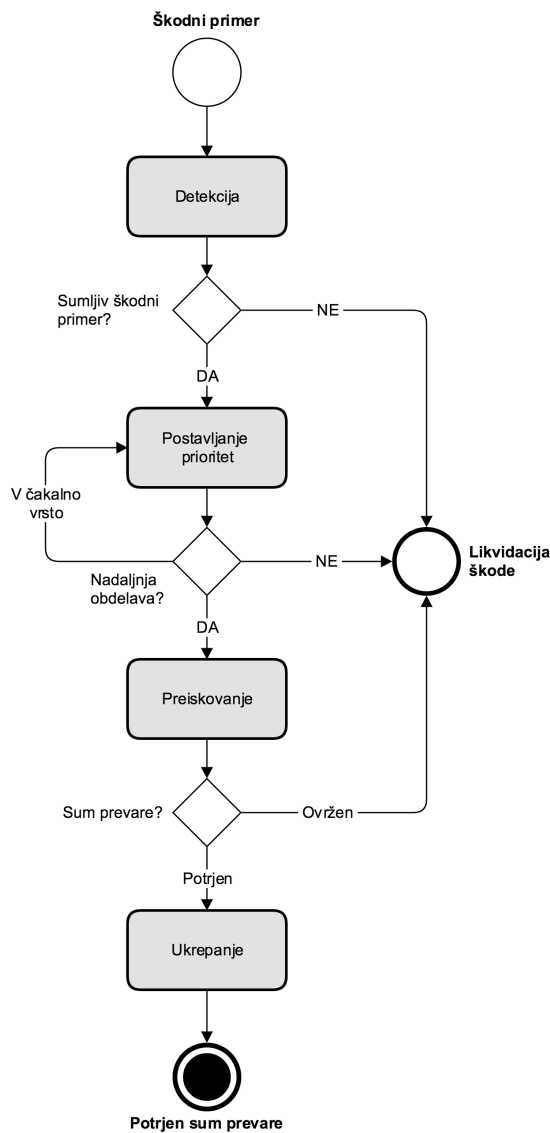 Škodni primer
Detekcija
Sumljiv škodni
primer?
NE
DA
Postavljanje
prioritet
V čakalno
vrsto
Nadaljnja
obdelava?
NE
Likvidacija
škode
DA
Preiskovanje
Sum prevare?
Ovržen
Potrjen
Ukrepanje
Potrjen sum prevare